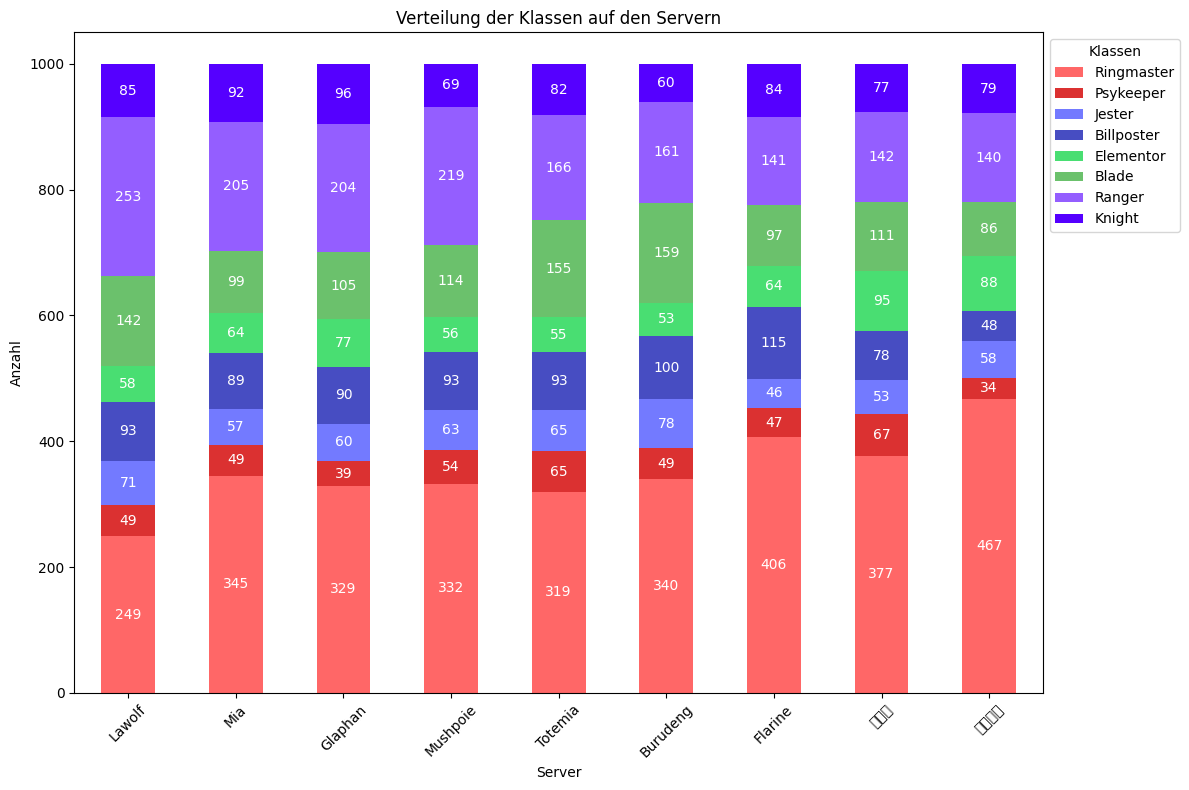 Verteilung der Klassen auf den Servern
Klassen
Ringmaster
Psykeeper
Jester
Billposter
Elementor
Blade
Ranger
Knight
Anzahl
1000
800
600
400
200
0
85 92 96 69 82 60 84 77 79
253 205 204 219 166 161 141 142 140
142 99 105 114 155 159 97 111 86
58 64 77 56 55 53 64 95 88
93 89 90 93 93 100 115 78 48
71 57 60 63 65 78 46 53 58
49 49 39 54 65 49 47 67 34
249 345 329 332 319 340 406 377 467
Lawolf Mia Glaphan Mushpoie Totemia Burudeng Flarine
Server